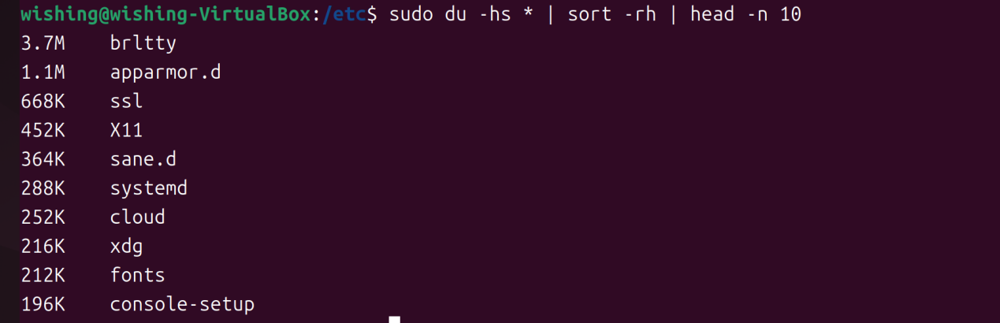 wishing@wishing-VirtualBox:/etc$ sudo du -hs * | sort -rh | head -n 10
3.7M    brltty
1.1M    apparmor.d
668K    ssl
452K    X11
364K    sane.d
288K    systemd
252K    cloud
216K    xdg
212K    fonts
196K    console-setup